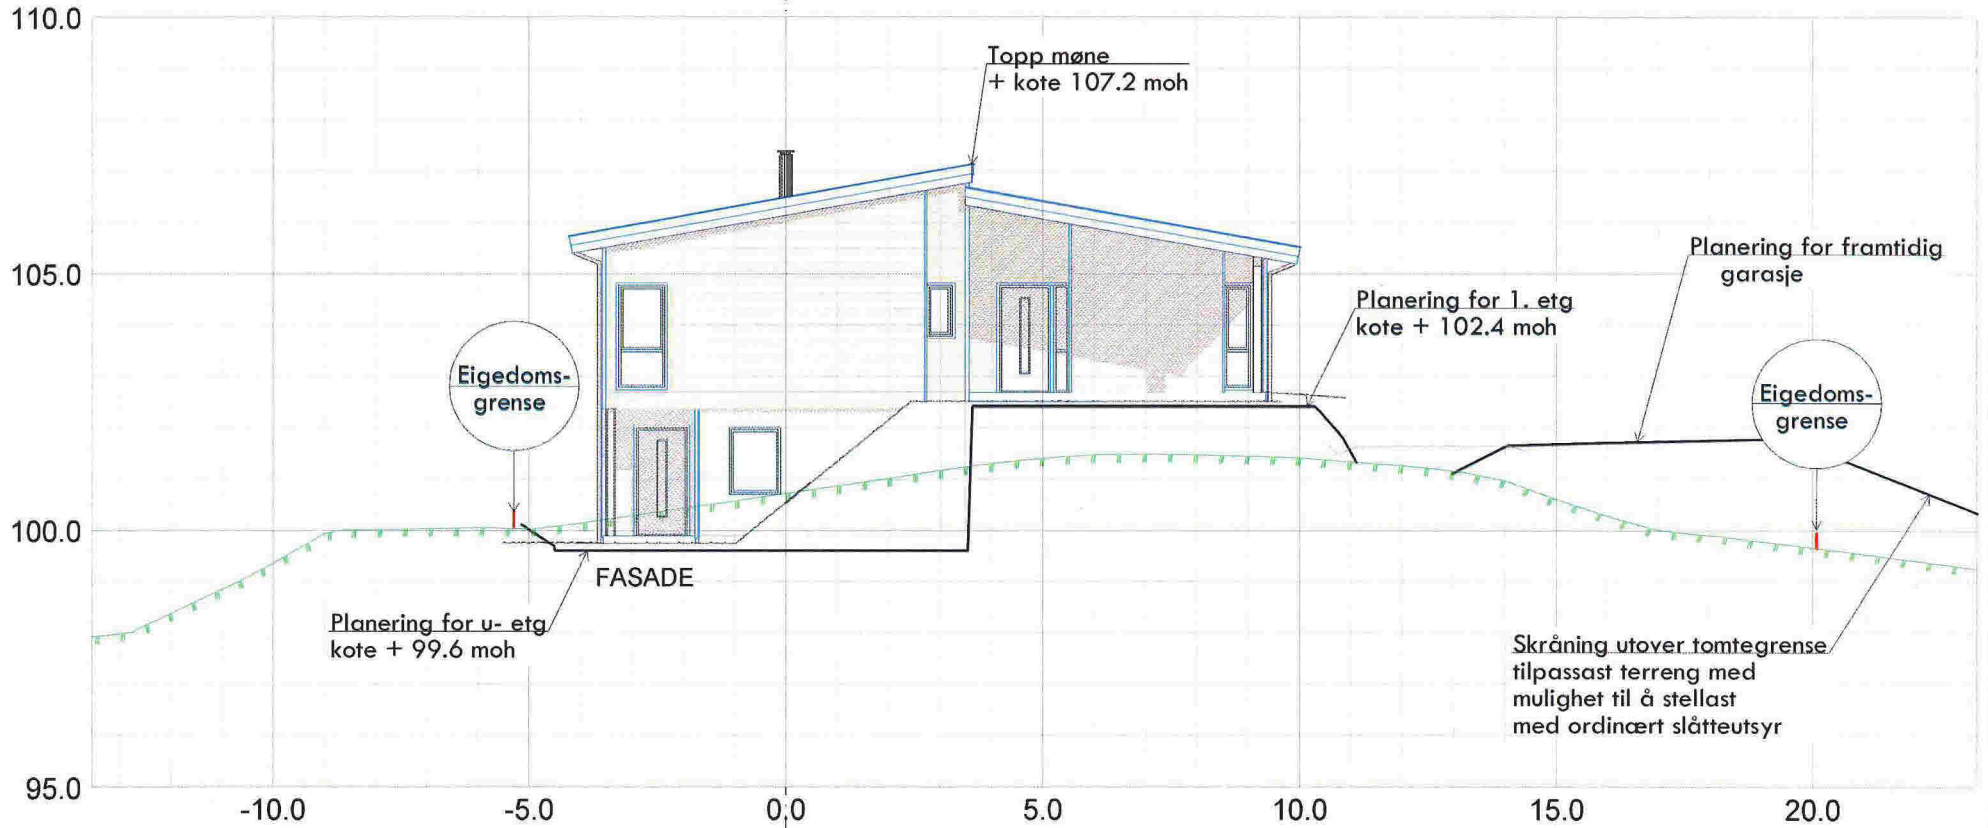 110.0
Topp møne
+ kote 107.2 moh
Planering for framtidig
garasje
105.0
Planering for 1. etg
kote + 102.4 moh
Eigedoms-
grense
Eigedoms-
grense
100.0
FASADE
Planering for u- etg
kote + 99.6 moh
Skråning utover tomtegrense
tilpassast terreng med
mulighet til å stellast
med ordinært slåtteutsyr
95.0
-10.0 -5.0 0.0 5.0 10.0 15.0 20.0